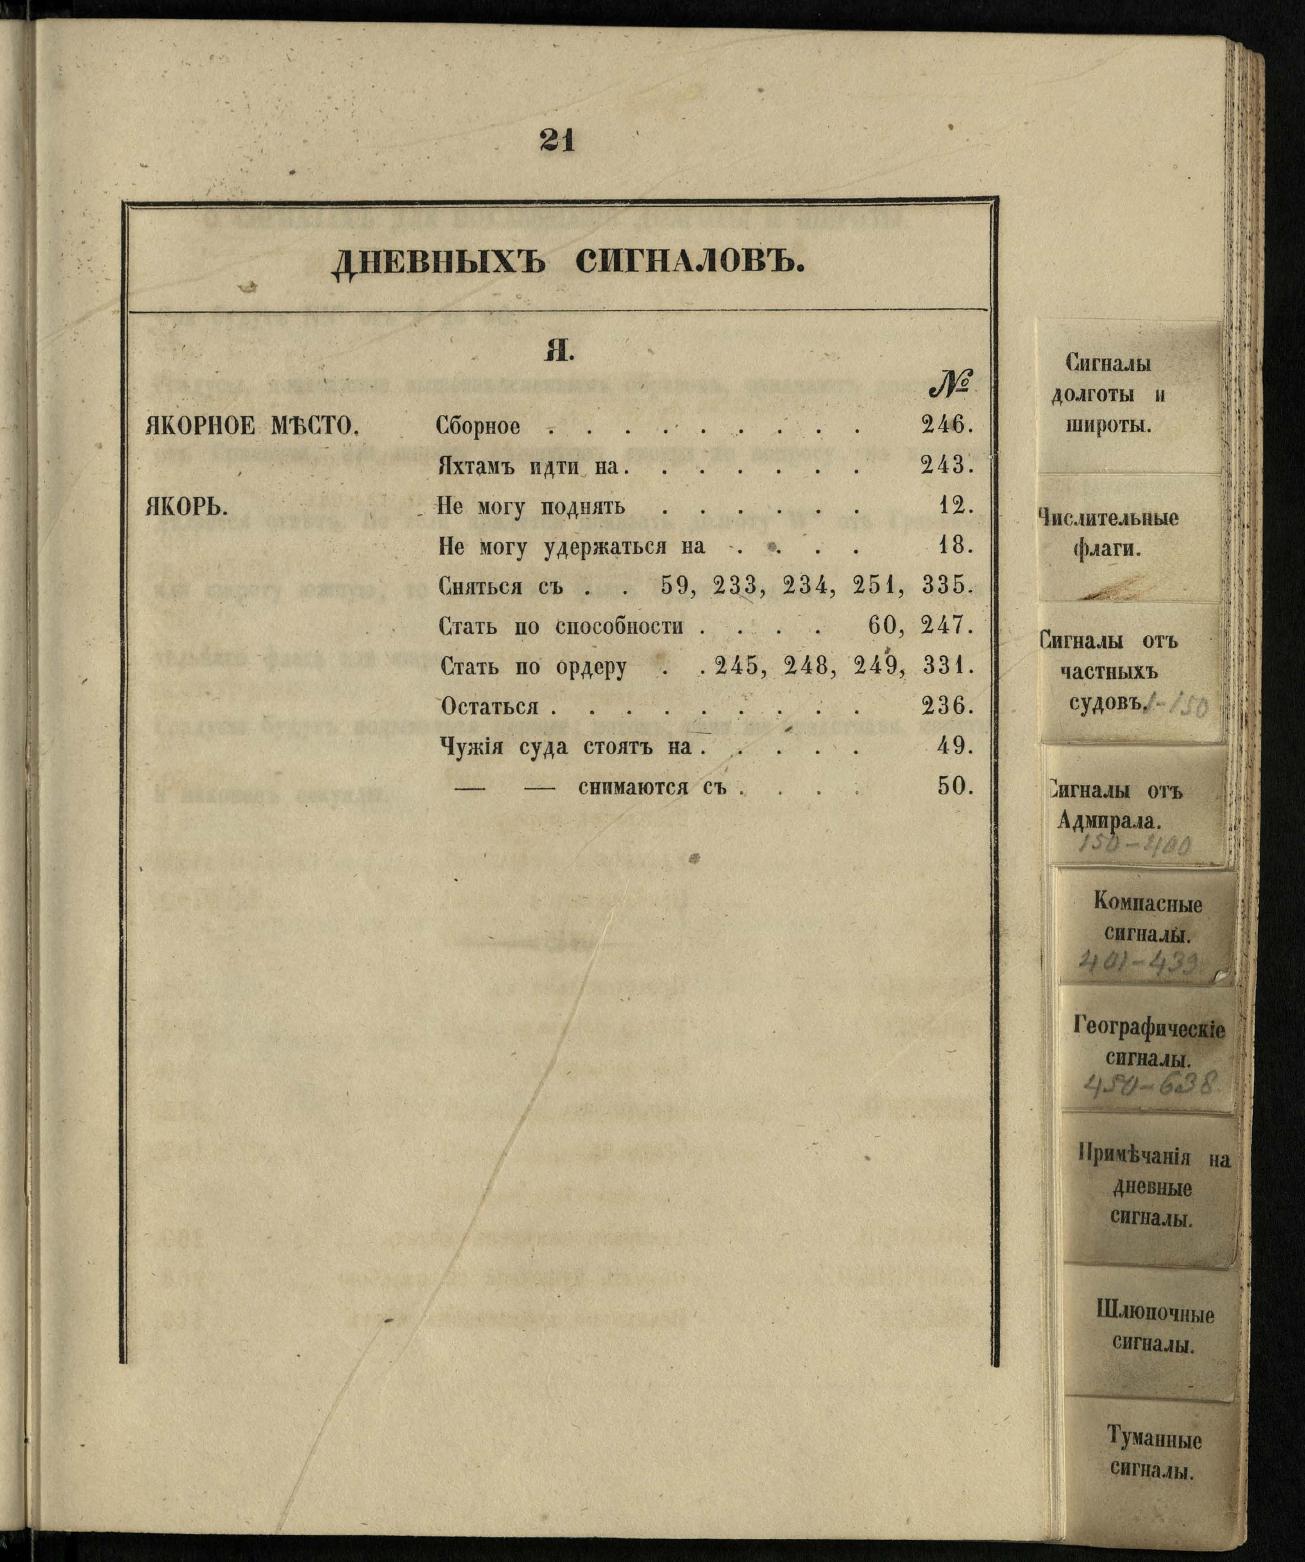 21
ДНЕВНЫХЪ СИГНАЛОВЪ.
Я.
№
ЯКОРНОЕ МѢСТО. Сборное . . . . . . . . . 246.
Яхтамъ идти на. . . . . . . 243.
ЯКОРЬ. Не могу поднять . . . . . . 12.
Не могу удержаться на . . . . 18.
Сняться съ . . 59, 233, 234, 251, 335.
Стать по способности . . . . 60, 247.
Стать по ордеру . . 245, 248, 249, 331.
Остаться . . . . . . . . . 236.
Чужія суда стоятъ на . . . . . 49.
— — снимаются съ . . . . 50.
Сигналы
долготы и
широты.
Числительные
флаги.
Сигналы отъ
частныхъ
судовъ. 1-150
Сигналы отъ
Адмирала.
150-400
Компасные
сигналы.
401-433
Географическіе
сигналы.
450-638
Примѣчанія на
дневные
сигналы.
Шлюпочные
сигналы.
Туманные
сигналы.